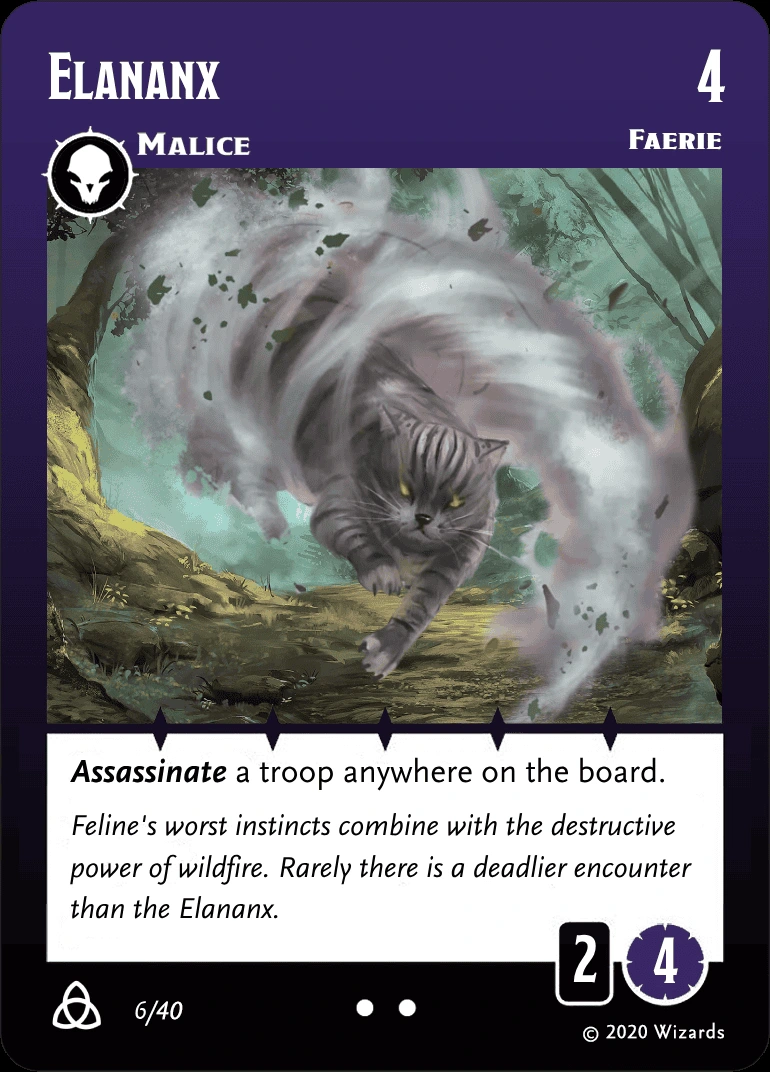 Elananx 4
Malice Faerie
Assassinate a troop anywhere on the board.
Feline's worst instincts combine with the destructive
power of wildfire. Rarely there is a deadlier encounter
than the Elananx.
2 4
6/40
© 2020 Wizards